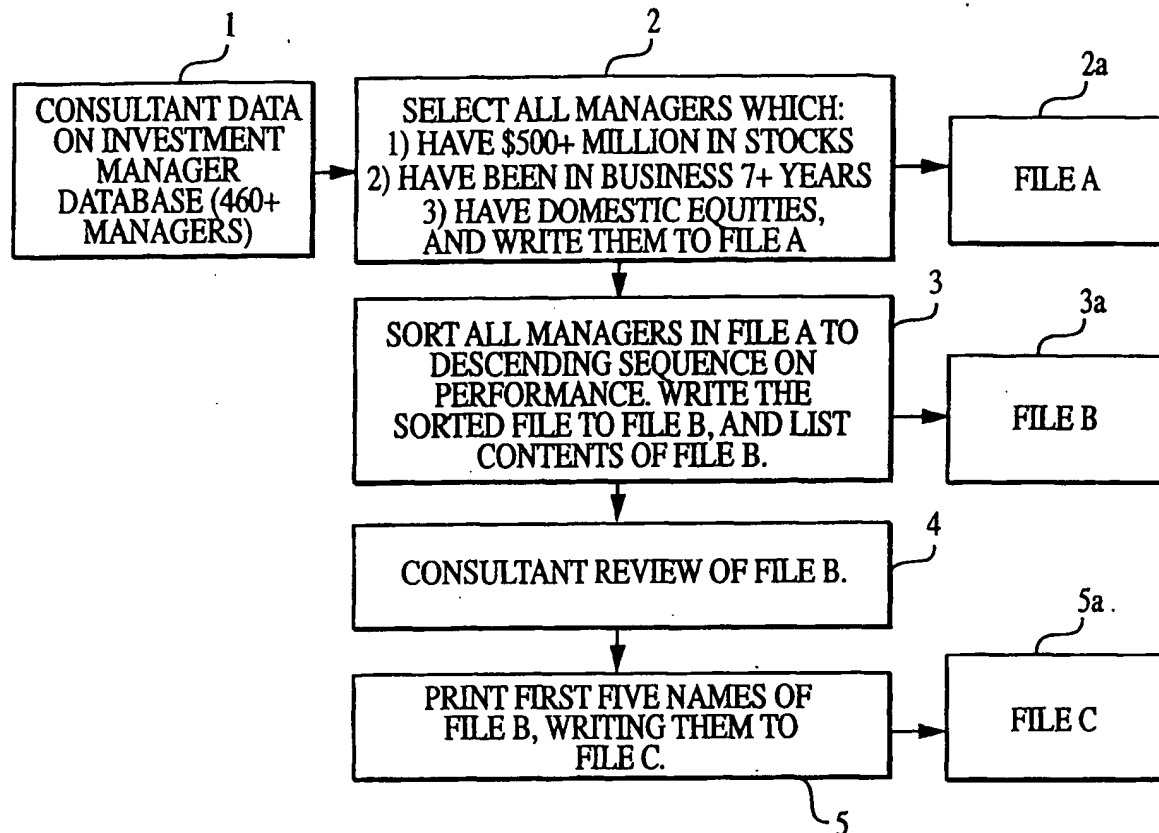 1
CONSULTANT DATA
ON INVESTMENT
MANAGER
DATABASE (460+
MANAGERS)
2
SELECT ALL MANAGERS WHICH:
1) HAVE $500+ MILLION IN STOCKS
2) HAVE BEEN IN BUSINESS 7+ YEARS
3) HAVE DOMESTIC EQUITIES,
AND WRITE THEM TO FILE A
2a
FILE A
3
SORT ALL MANAGERS IN FILE A TO
DESCENDING SEQUENCE ON
PERFORMANCE. WRITE THE
SORTED FILE TO FILE B, AND LIST
CONTENTS OF FILE B.
3a
FILE B
4
CONSULTANT REVIEW OF FILE B.
5a
PRINT FIRST FIVE NAMES OF
FILE B, WRITING THEM TO
FILE C.
FILE C
5